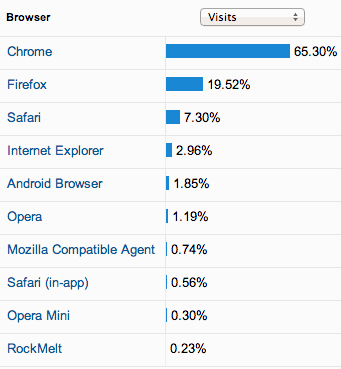 Browser Visits
Chrome 65.30%
Firefox 19.52%
Safari 7.30%
Internet Explorer 2.96%
Android Browser 1.85%
Opera 1.19%
Mozilla Compatible Agent 0.74%
Safari (in-app) 0.56%
Opera Mini 0.30%
RockMelt 0.23%